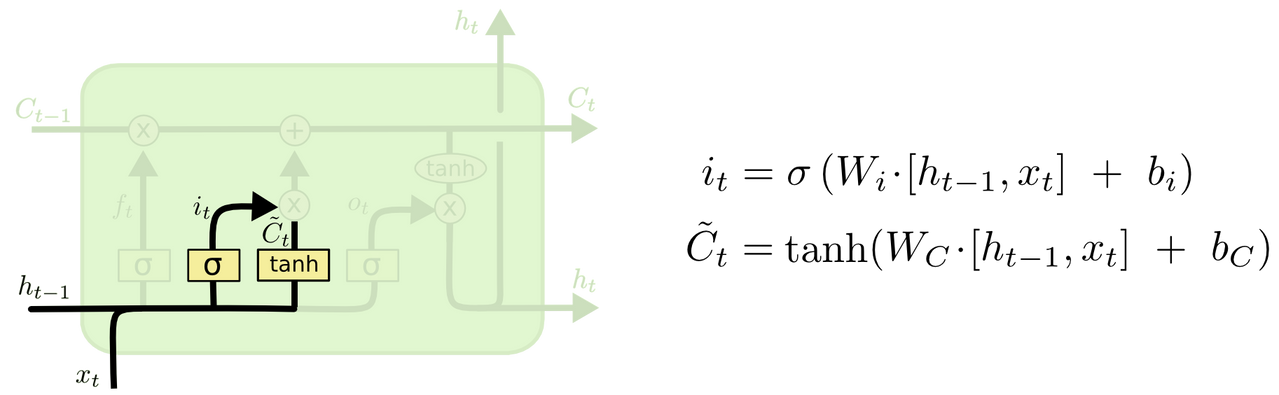 h_t
C_{t-1} x + C_t
tanh
f_t i_t x o_t x
C̃_t
σ σ tanh σ
h_{t-1} h_t
x_t
i_t = σ (W_i·[h_{t-1}, x_t] + b_i)
C̃_t = tanh(W_C·[h_{t-1}, x_t] + b_C)